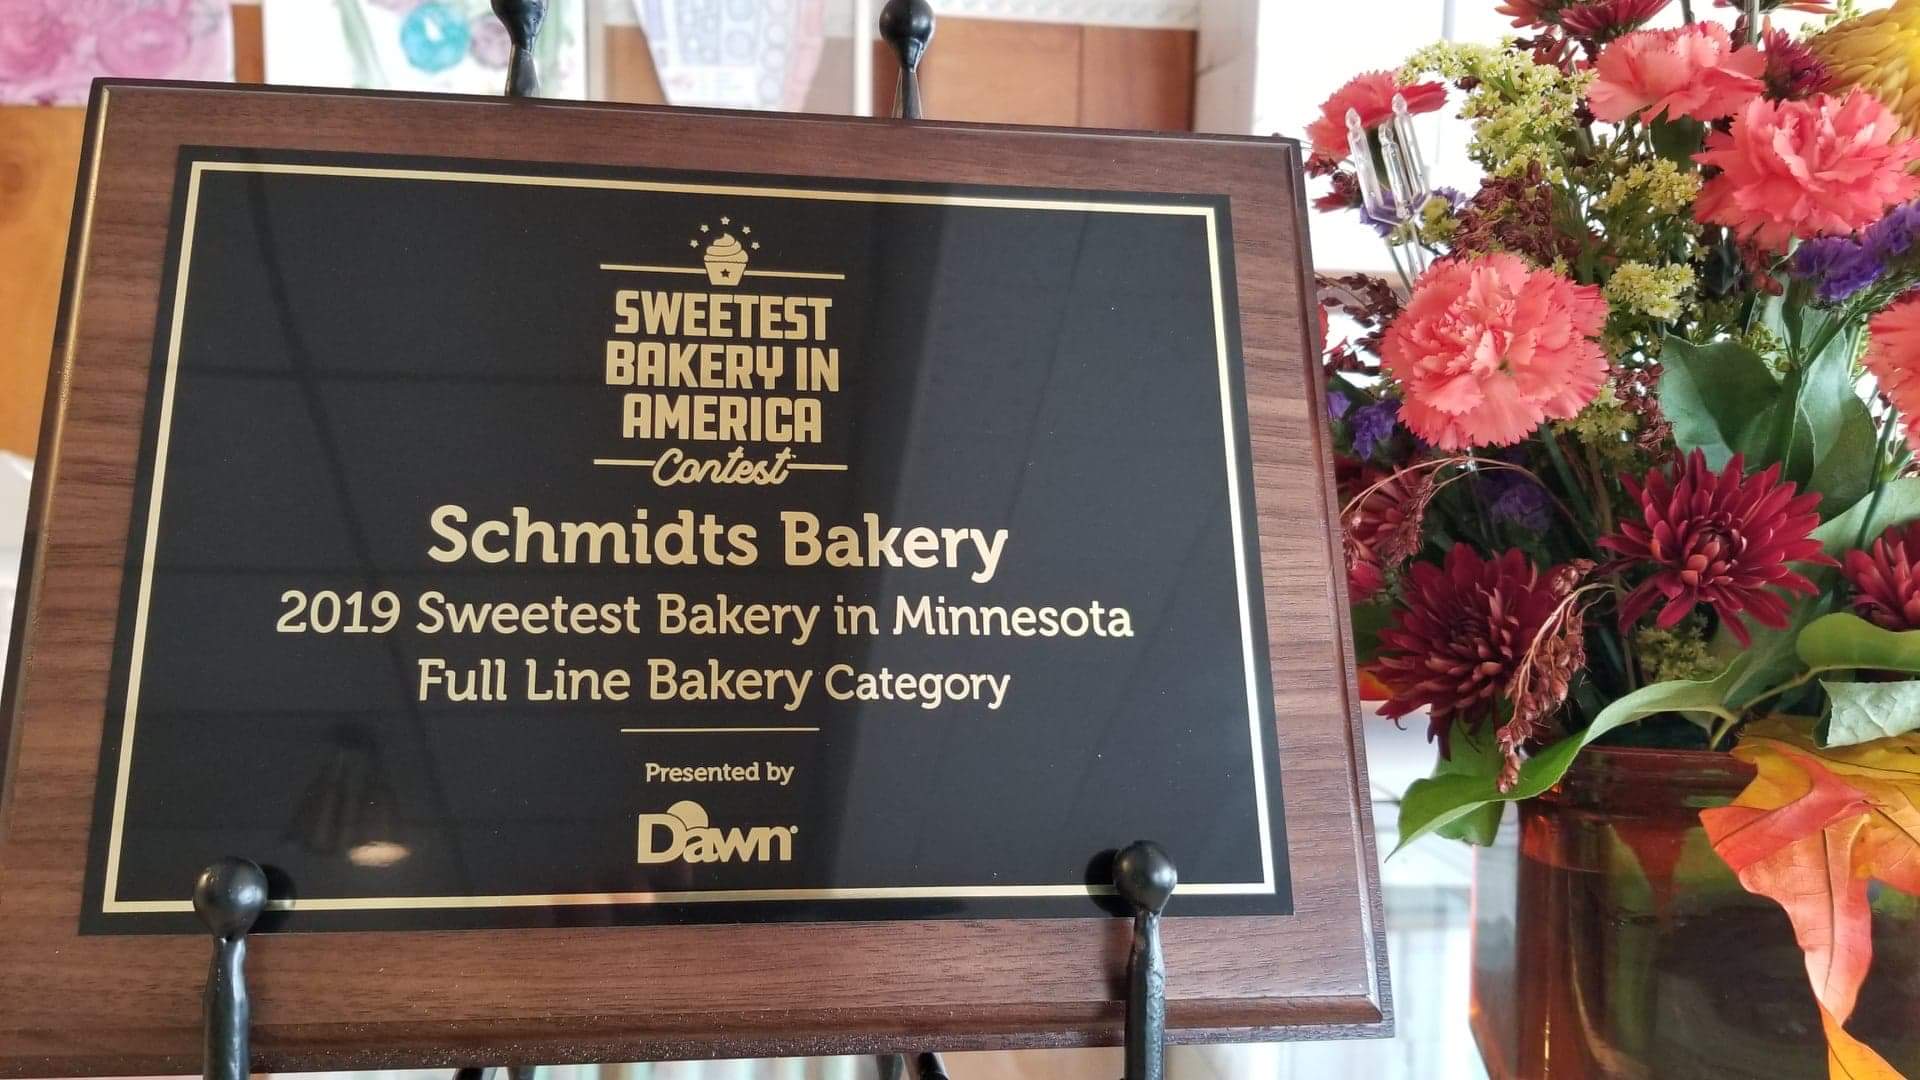 SWEETEST
BAKERY IN
AMERICA
Contest
Schmidts Bakery
2019 Sweetest Bakery in Minnesota
Full Line Bakery Category
Presented by
Dawn